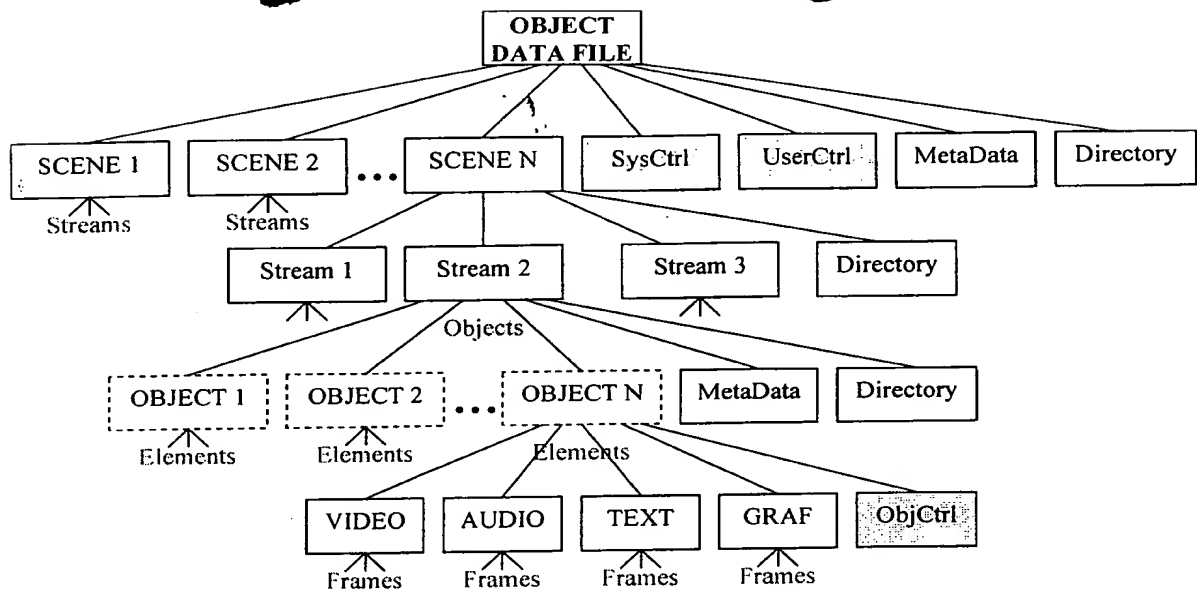 OBJECT
DATA FILE
SCENE 1
SCENE 2
SCENE N
SysCtrl
UserCtrl
MetaData
Directory
Streams
Streams
Stream 1
Stream 2
Stream 3
Directory
Objects
OBJECT 1
OBJECT 2
OBJECT N
MetaData
Directory
Elements
Elements
Elements
VIDEO
AUDIO
TEXT
GRAF
ObjCtrl
Frames
Frames
Frames
Frames